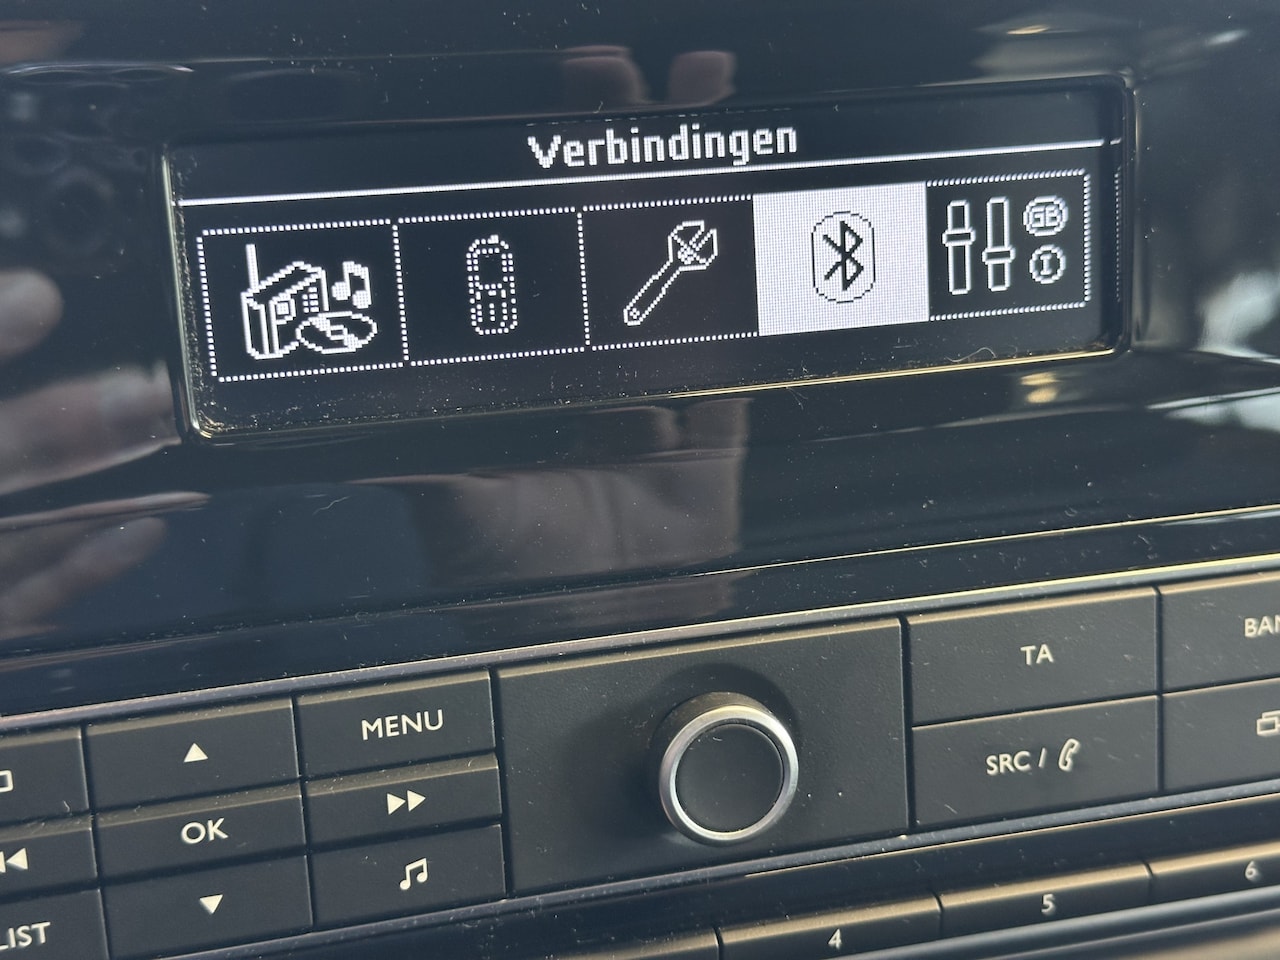 Verbindingen
GB
I
MENU
TA
SRC /
OK
LIST
4
5
6